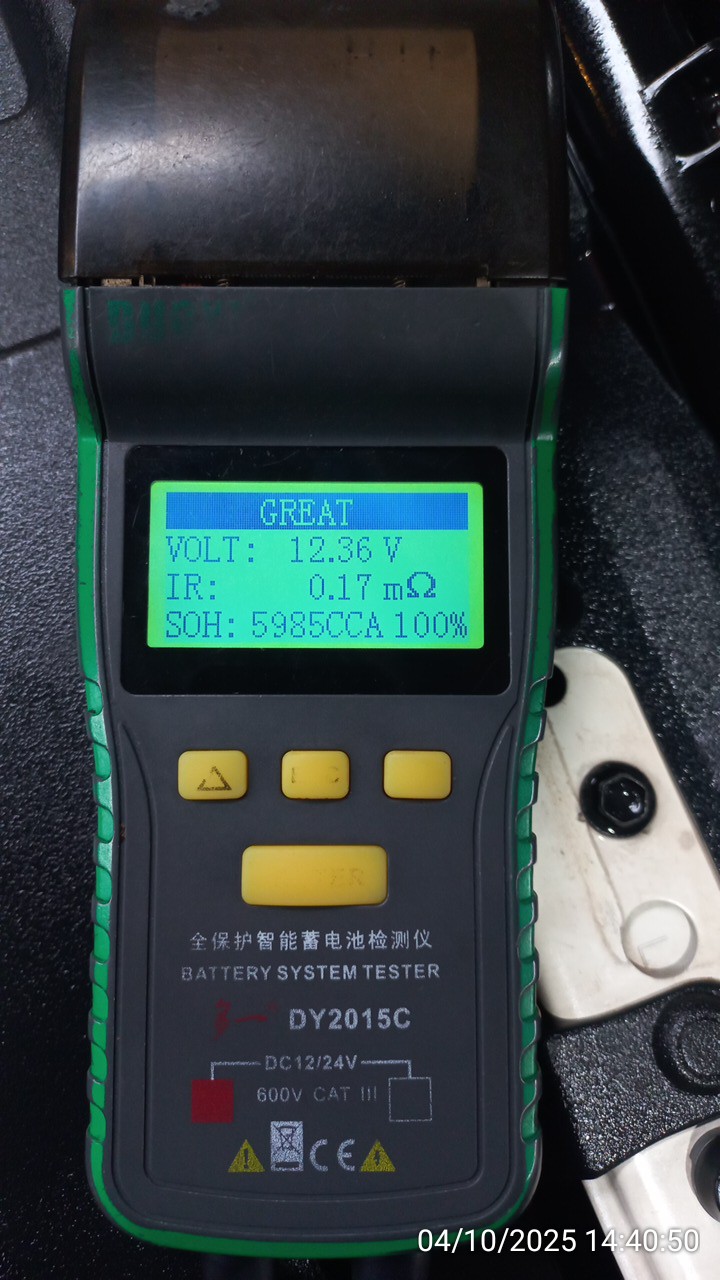 GREAT
VOLT: 12.36 V
IR: 0.17 mΩ
SOH: 5985CCA 100%
全保护智能蓄电池检测仪
BATTERY SYSTEM TESTER
DY2015C
DC12/24V
600V CAT III
CE
04/10/2025 14:40:50